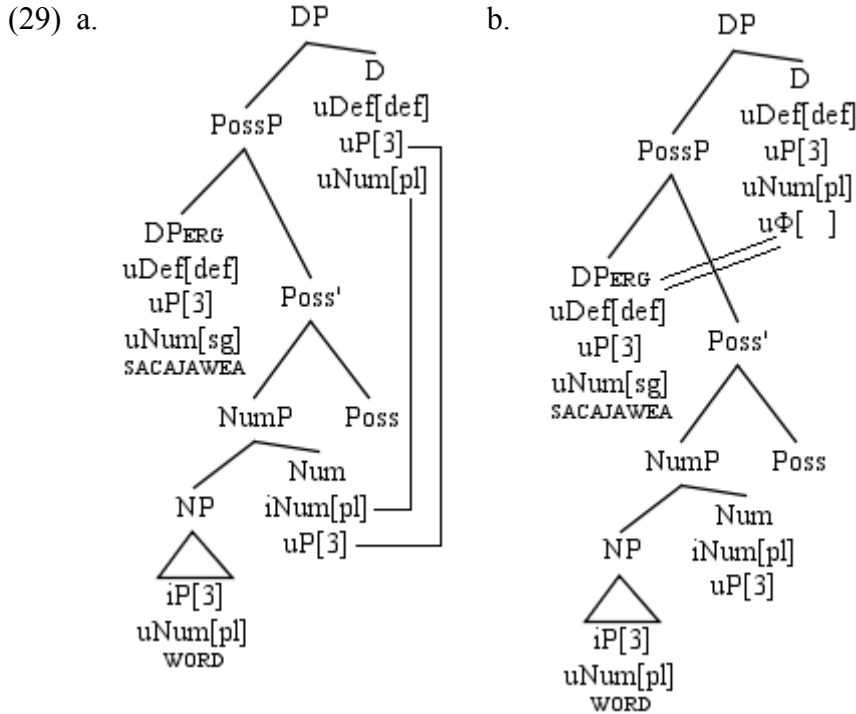 (29) a.
DP
D
uDef[def]
PossP
uP[3]
uNum[pl]
DPERG
uDef[def]
uP[3]
Poss'
uNum[sg]
SACAJAWEA
NumP
Poss
Num
NP
iNum[pl]
uP[3]
iP[3]
uNum[pl]
WORD
b.
DP
D
uDef[def]
PossP
uP[3]
uNum[pl]
uΦ[ ]
DPERG
uDef[def]
uP[3]
Poss'
uNum[sg]
SACAJAWEA
NumP
Poss
Num
NP
iNum[pl]
uP[3]
iP[3]
uNum[pl]
WORD